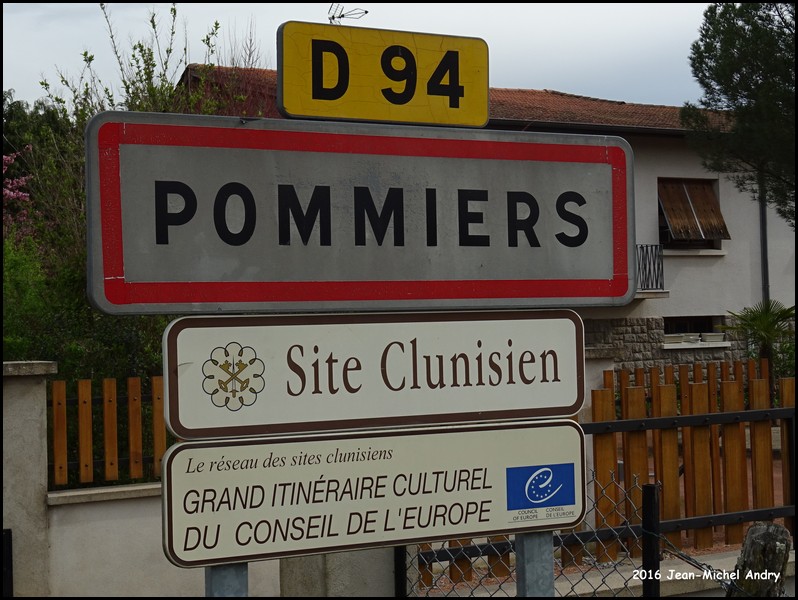 D 94
POMMIERS
Site Clunisien
Le réseau des sites clunisiens
GRAND ITINÉRAIRE CULTUREL
DU CONSEIL DE L'EUROPE
COUNCIL CONSEIL DE
OF EUROPE L'EUROPE
2016 Jean-Michel Andry